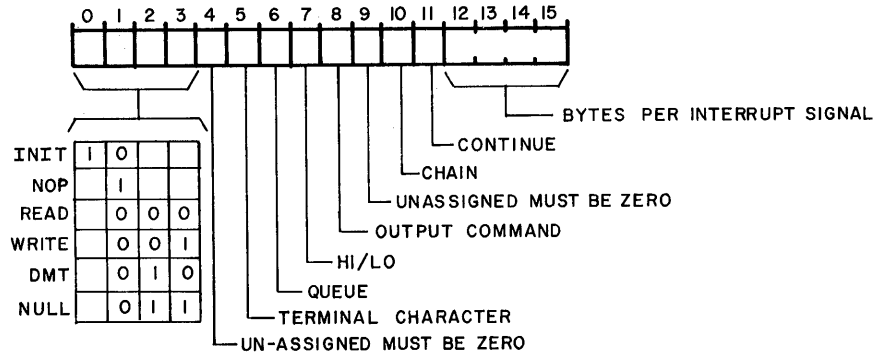 0 1 2 3 4 5 6 7 8 9 10 11 12 13 14 15
BYTES PER INTERRUPT SIGNAL
CONTINUE
CHAIN
UNASSIGNED MUST BE ZERO
OUTPUT COMMAND
HI/LO
QUEUE
TERMINAL CHARACTER
UN-ASSIGNED MUST BE ZERO
INIT 1 0
NOP 1
READ 0 0 0
WRITE 0 0 1
DMT 0 1 0
NULL 0 1 1